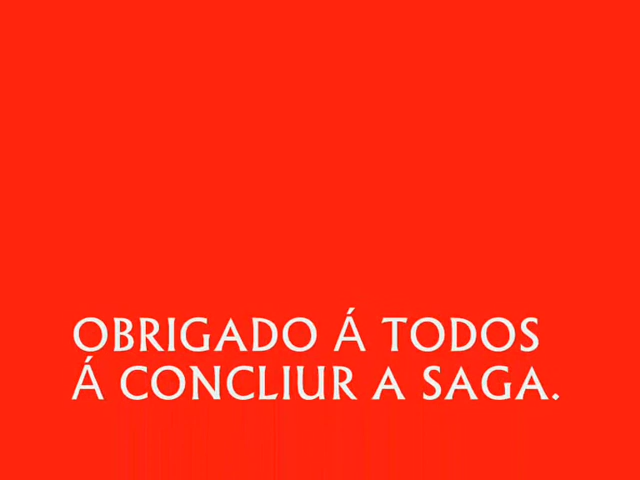 OBRIGADO Á TODOS
Á CONCLIUR A SAGA.